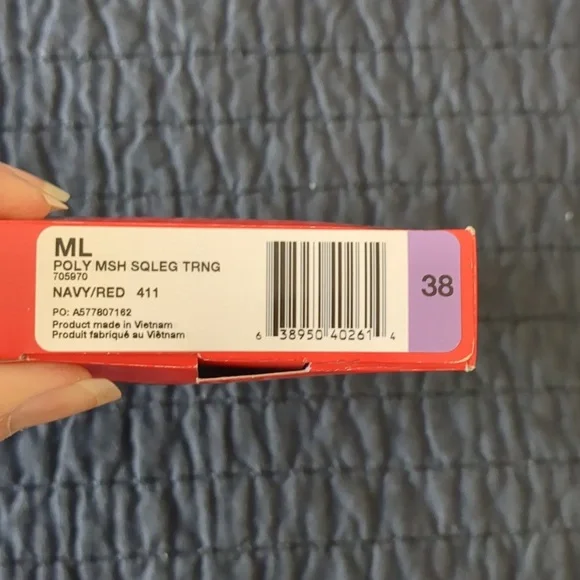 ML
POLY MSH SQLEG TRNG
705970
NAVY/RED 411
PO: A577807162
Product made in Vietnam
Produit fabriqué au Viêtnam
6 38950 40261 4
38